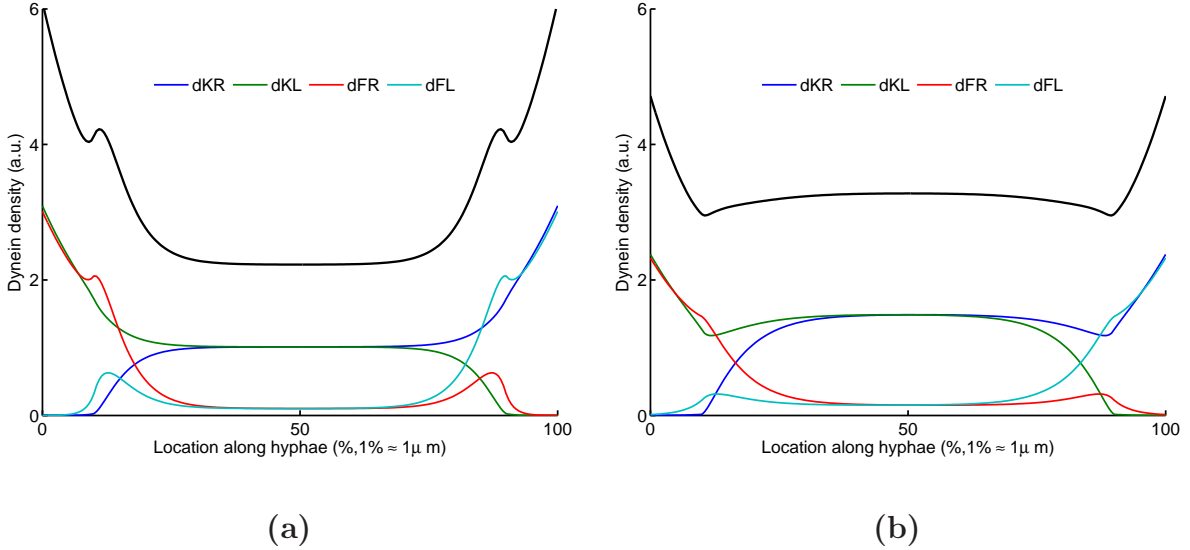 6
4
2
0
Dynein density (a.u.)
dKR dKL dFR dFL
0 50 100
Location along hyphae (%,1% ≈ 1μ m)
(a)
6
4
2
0
Dynein density (a.u.)
dKR dKL dFR dFL
0 50 100
Location along hyphae (%,1% ≈ 1μ m)
(b)